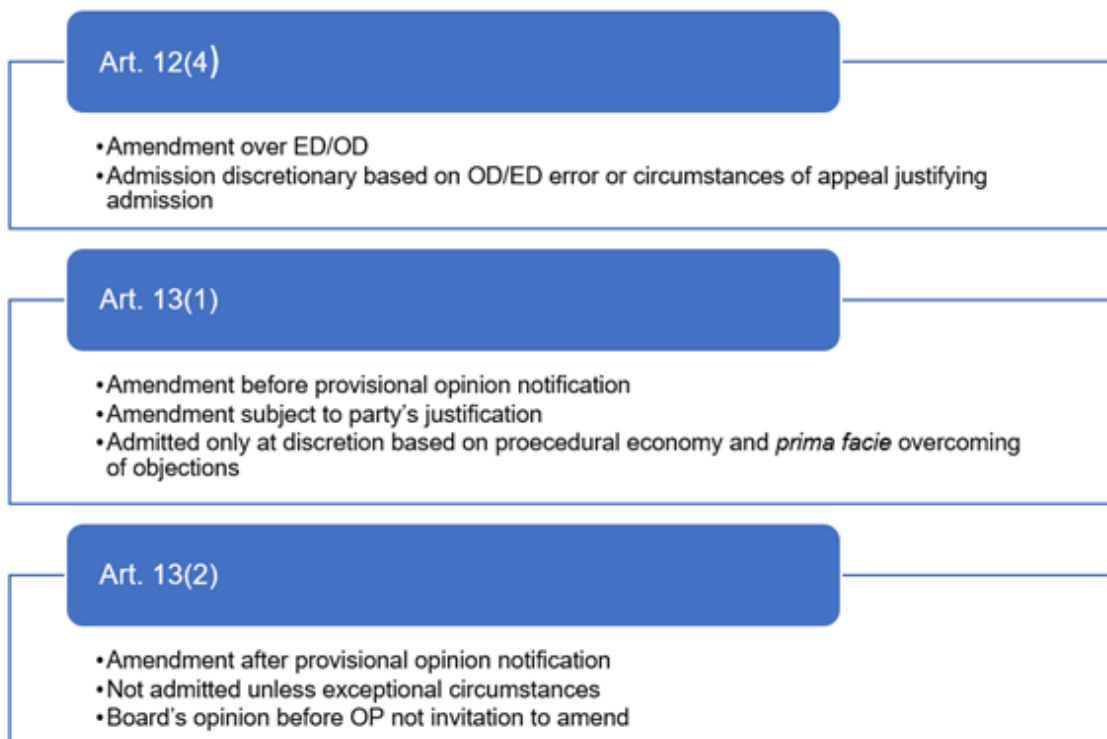 Art. 12(4)
•Amendment over ED/OD
•Admission discretionary based on OD/ED error or circumstances of appeal justifying
admission
Art. 13(1)
•Amendment before provisional opinion notification
•Amendment subject to party's justification
•Admitted only at discretion based on proecedural economy and prima facie overcoming
of objections
Art. 13(2)
•Amendment after provisional opinion notification
•Not admitted unless exceptional circumstances
•Board's opinion before OP not invitation to amend